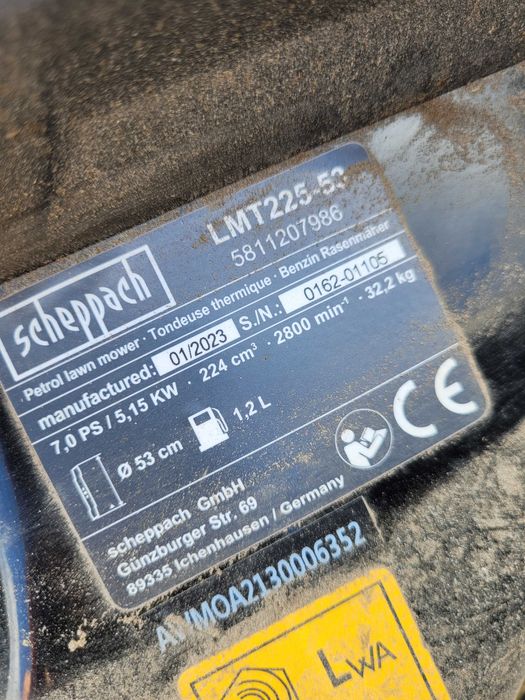 scheppach
LMT225-53
5811207986
Petrol lawn mower · Tondeuse thermique · Benzin Rasenmäher
manufactured: 01/2023 S./N.: 0162-01105
7,0 PS / 5,15 KW · 224 cm³ · 2800 min⁻¹ · 32,2 kg
Ø 53 cm
1,2 L
CE
scheppach GmbH
Günzburger Str. 69
89335 Ichenhausen / Germany
LWA